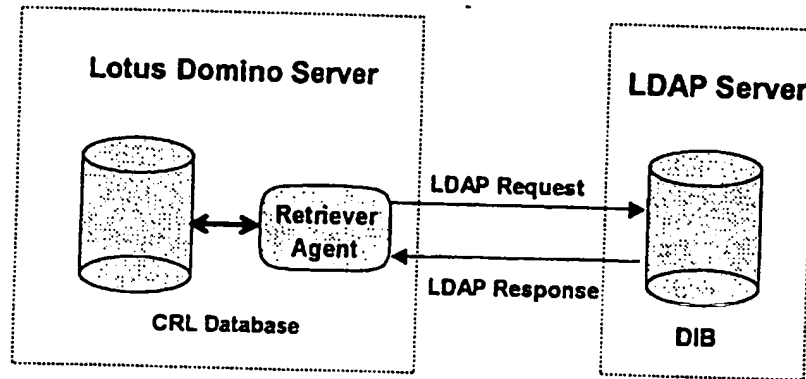 Lotus Domino Server
LDAP Server
LDAP Request
Retriever
Agent
LDAP Response
CRL Database
DIB